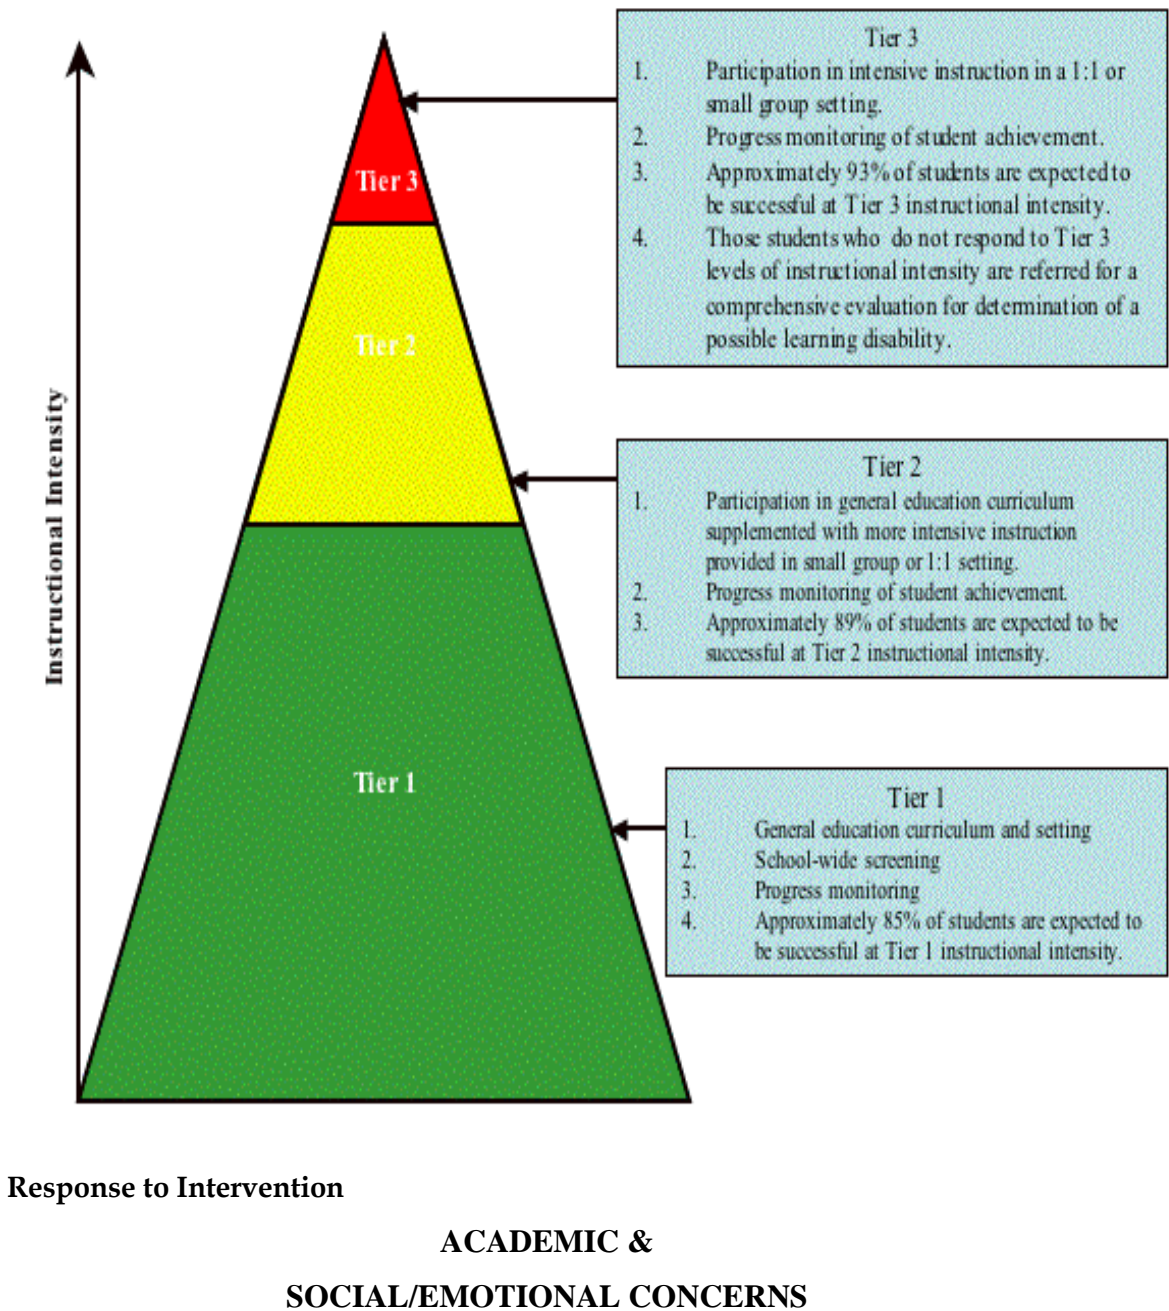 Tier 3
1. Participation in intensive instruction in a 1:1 or
small group setting.
2. Progress monitoring of student achievement.
3. Approximately 93% of students are expected to
be successful at Tier 3 instructional intensity.
4. Those students who do not respond to Tier 3
levels of instructional intensity are referred for a
comprehensive evaluation for determination of a
possible learning disability.
Tier 3
Tier 2
Instructional Intensity
Tier 2
1. Participation in general education curriculum
supplemented with more intensive instruction
provided in small group or 1:1 setting.
2. Progress monitoring of student achievement.
3. Approximately 89% of students are expected to be
successful at Tier 2 instructional intensity.
Tier 1
Tier 1
1. General education curriculum and setting
2. School-wide screening
3. Progress monitoring
4. Approximately 85% of students are expected to
be successful at Tier 1 instructional intensity.
Response to Intervention
ACADEMIC &
SOCIAL/EMOTIONAL CONCERNS